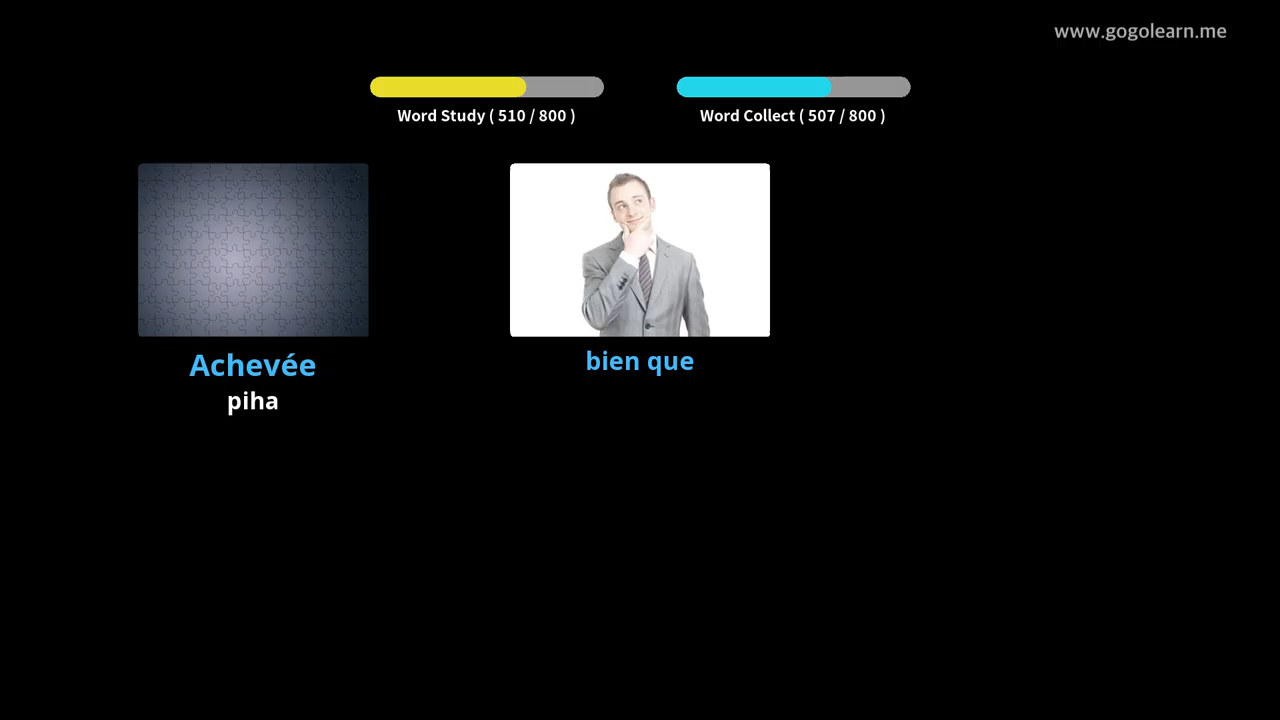 www.gogolearn.me
Word Study ( 510 / 800 )
Word Collect ( 507 / 800 )
Achevée
piha
bien que